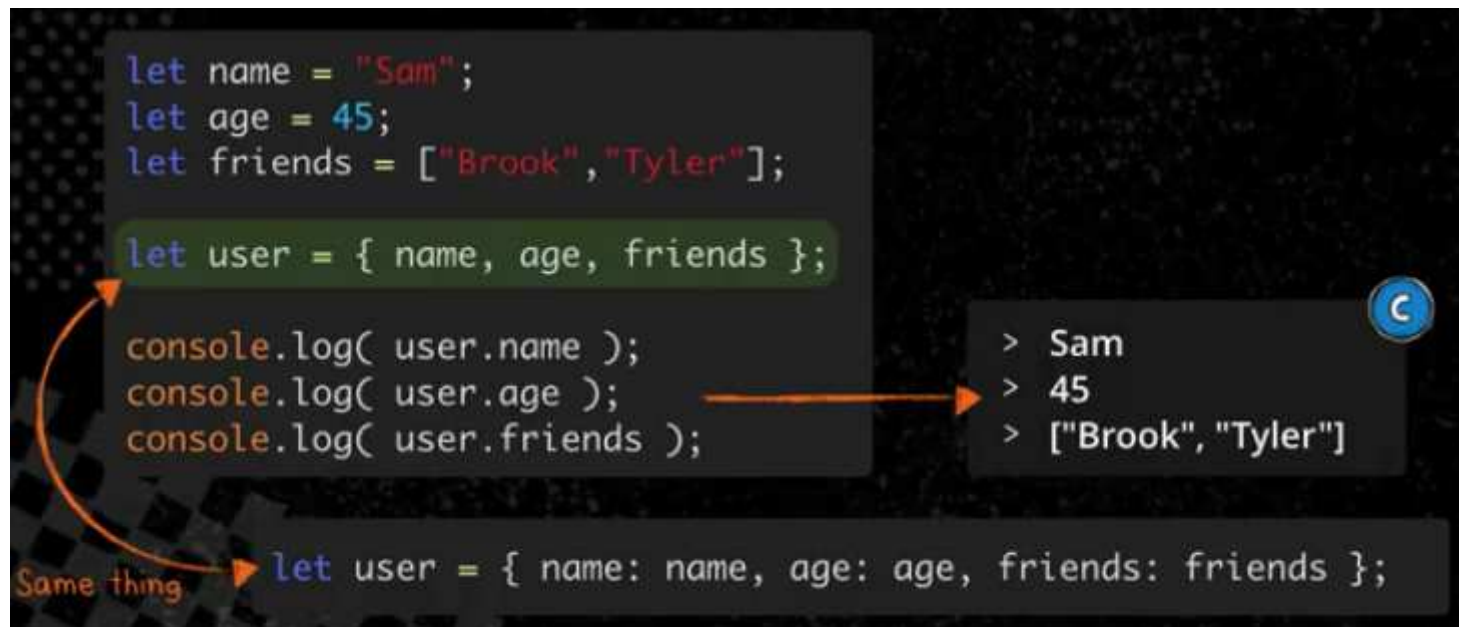 let name = "Sam";
let age = 45;
let friends = ["Brook","Tyler"];
let user = { name, age, friends };
console.log( user.name );
console.log( user.age );
console.log( user.friends );
C
> Sam
> 45
> ["Brook", "Tyler"]
Same thing
let user = { name: name, age: age, friends: friends };